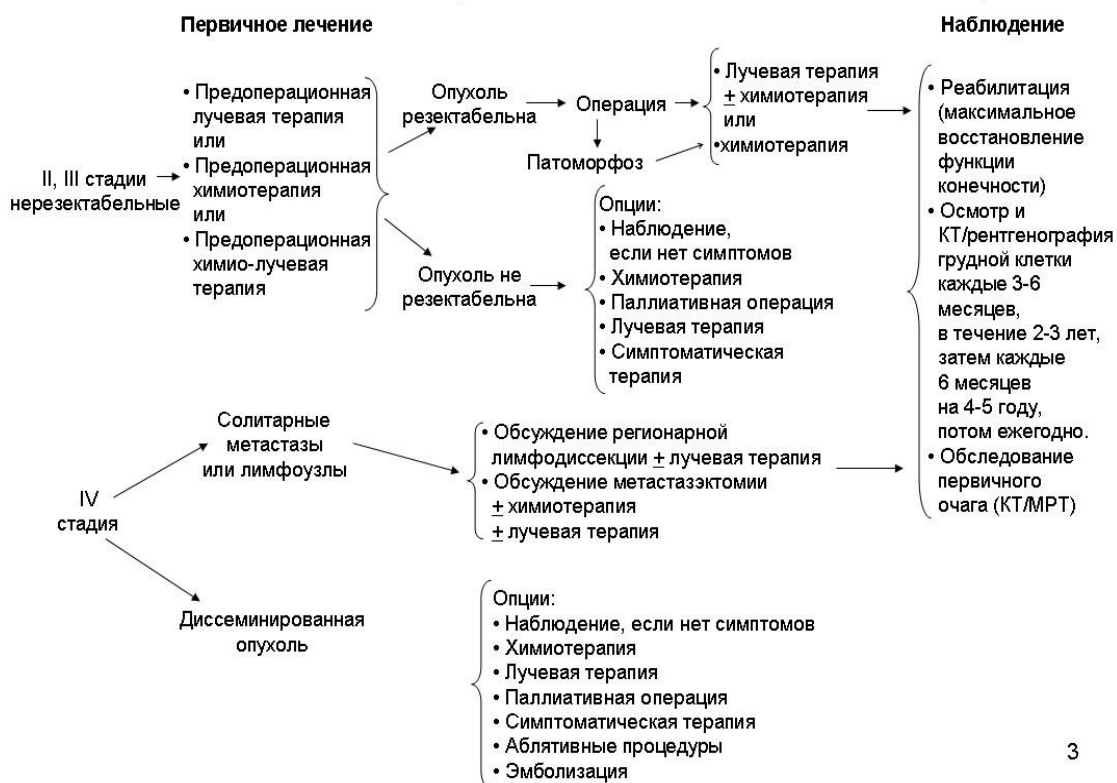 Первичное лечение
Наблюдение
II, III стадии
нерезектабельные
• Предоперационная
лучевая терапия
или
• Предоперационная
химиотерапия
или
• Предоперационная
химио-лучевая
терапия
Опухоль
резектабельна
Операция
Патоморфоз
• Лучевая терапия
± химиотерапия
или
•химиотерапия
Опухоль не
резектабельна
Опции:
• Наблюдение,
если нет симптомов
• Химиотерапия
• Паллиативная операция
• Лучевая терапия
• Симптоматическая
терапия
• Реабилитация
(максимальное
восстановление
функции
конечности)
• Осмотр и
КТ/рентгенография
грудной клетки
каждые 3-6
месяцев,
в течение 2-3 лет,
затем каждые
6 месяцев
на 4-5 году,
потом ежегодно.
• Обследование
первичного
очага (КТ/МРТ)
IV
стадия
Солитарные
метастазы
или лимфоузлы
• Обсуждение регионарной
лимфодиссекции ± лучевая терапия
• Обсуждение метастазэктомии
± химиотерапия
± лучевая терапия
Диссеминированная
опухоль
Опции:
• Наблюдение, если нет симптомов
• Химиотерапия
• Лучевая терапия
• Паллиативная операция
• Симптоматическая терапия
• Аблятивные процедуры
• Эмболизация
3